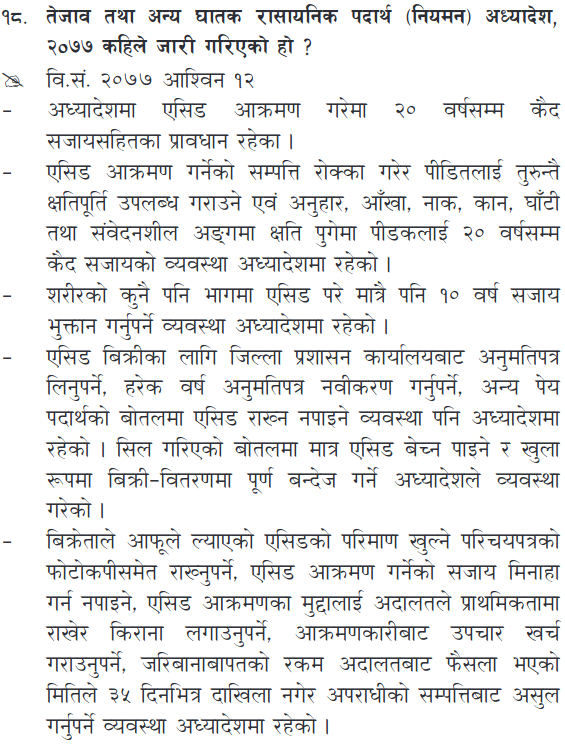 १८. तेजाव तथा अन्य घातक रासायनिक पदार्थ (नियमन) अध्यादेश,
२०७७ कहिले जारी गरिएको हो ?
वि.सं. २०७७ आश्विन १२
– अध्यादेशमा एसिड आक्रमण गरेमा २० वर्षसम्म कैद
सजायसहितका प्रावधान रहेका ।
– एसिड आक्रमण गर्नेको सम्पत्ति रोक्का गरेर पीडितलाई तुरुन्तै
क्षतिपूर्ति उपलब्ध गराउने एवं अनुहार, आँखा, नाक, कान, घाँटी
तथा संवेदनशील अङ्गमा क्षति पुगेमा पीडकलाई २० वर्षसम्म
कैद सजायको व्यवस्था अध्यादेशमा रहेको ।
– शरीरको कुनै पनि भागमा एसिड परे मात्रै पनि १० वर्ष सजाय
भुक्तान गर्नुपर्ने व्यवस्था अध्यादेशमा रहेको ।
– एसिड बिक्रीका लागि जिल्ला प्रशासन कार्यालयबाट अनुमतिपत्र
लिनुपर्ने, हरेक वर्ष अनुमतिपत्र नवीकरण गर्नुपर्ने, अन्य पेय
पदार्थको बोतलमा एसिड राख्न नपाइने व्यवस्था पनि अध्यादेशमा
रहेको । सिल गरिएको बोतलमा मात्र एसिड बेच्न पाइने र खुला
रूपमा बिक्री–वितरणमा पूर्ण बन्देज गर्ने अध्यादेशले व्यवस्था
गरेको ।
– बिक्रेताले आफूले ल्याएको एसिडको परिमाण खुल्ने परिचयपत्रको
फोटोकपीसमेत राख्नुपर्ने, एसिड आक्रमण गर्नेको सजाय मिनाहा
गर्न नपाइने, एसिड आक्रमणका मुद्दालाई अदालतले प्राथमिकतामा
राखेर किराना लगाउनुपर्ने, आक्रमणकारीबाट उपचार खर्च
गराउनुपर्ने, जरिबानाबापतको रकम अदालतबाट फैसला भएको
मितिले ३५ दिनभित्र दाखिला नगेर अपराधीको सम्पत्तिबाट असुल
गर्नुपर्ने व्यवस्था अध्यादेशमा रहेको ।